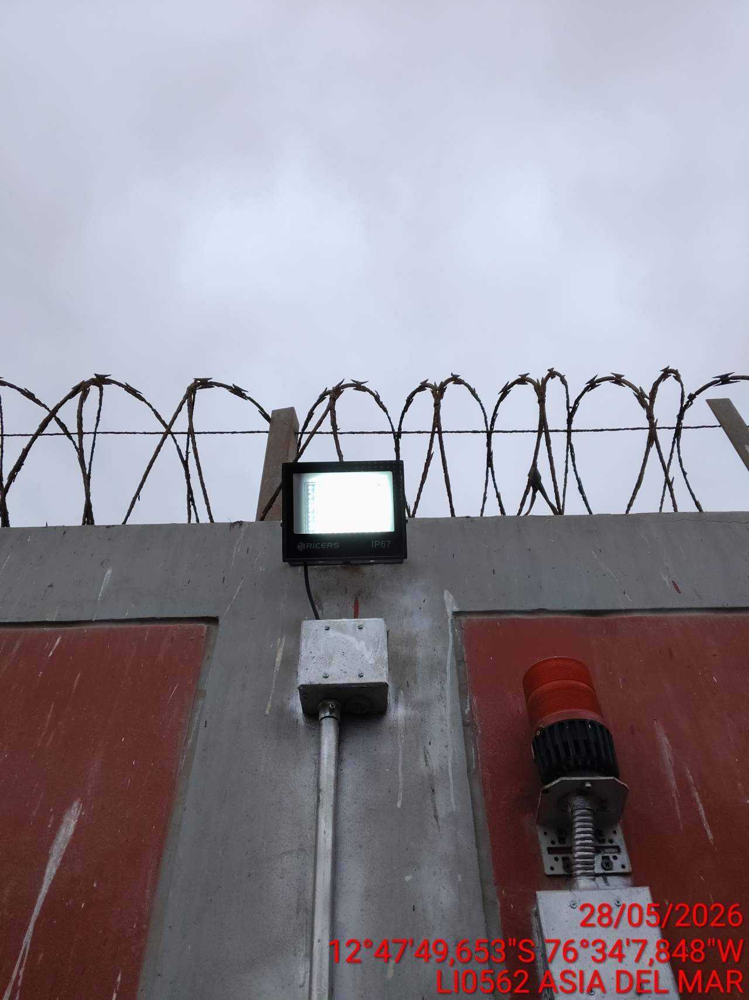 RICERS IP67
28/05/2026
12°47'49,653"S 76°34'7,848"W
LI0562 ASIA DEL MAR